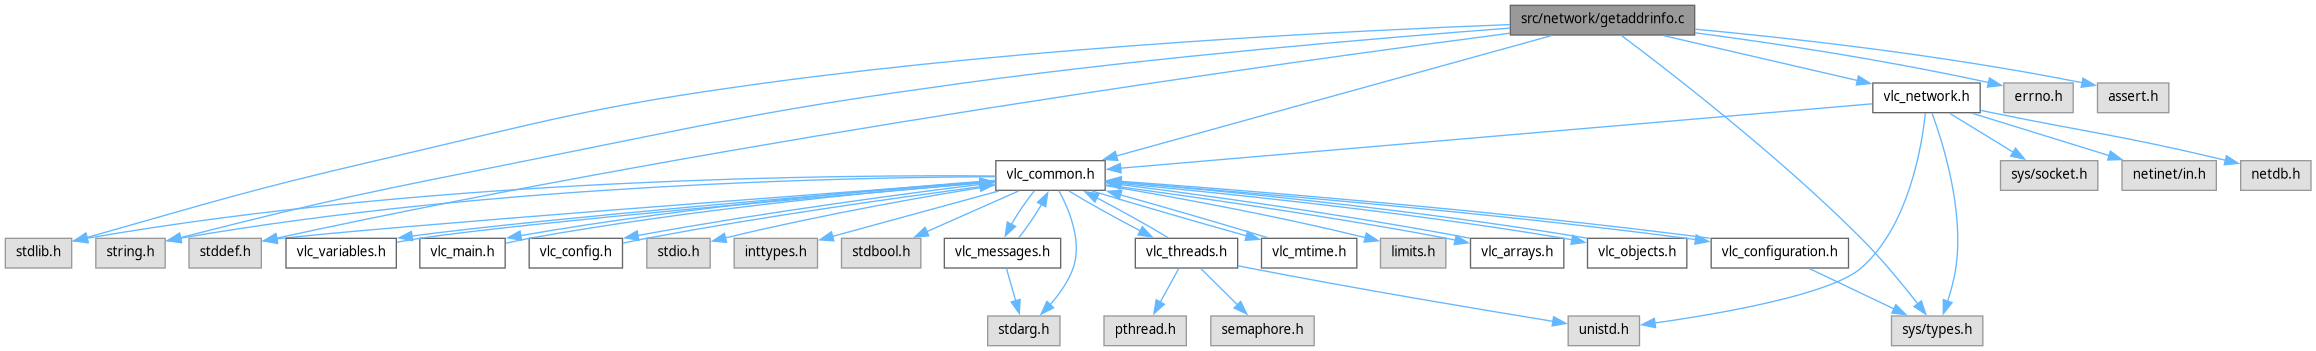 src/network/getaddrinfo.c
vlc_network.h
errno.h
assert.h
vlc_common.h
sys/socket.h
netinet/in.h
netdb.h
stdlib.h
string.h
stddef.h
vlc_variables.h
vlc_main.h
vlc_config.h
stdio.h
inttypes.h
stdbool.h
vlc_messages.h
vlc_threads.h
vlc_mtime.h
limits.h
vlc_arrays.h
vlc_objects.h
vlc_configuration.h
stdarg.h
pthread.h
semaphore.h
unistd.h
sys/types.h